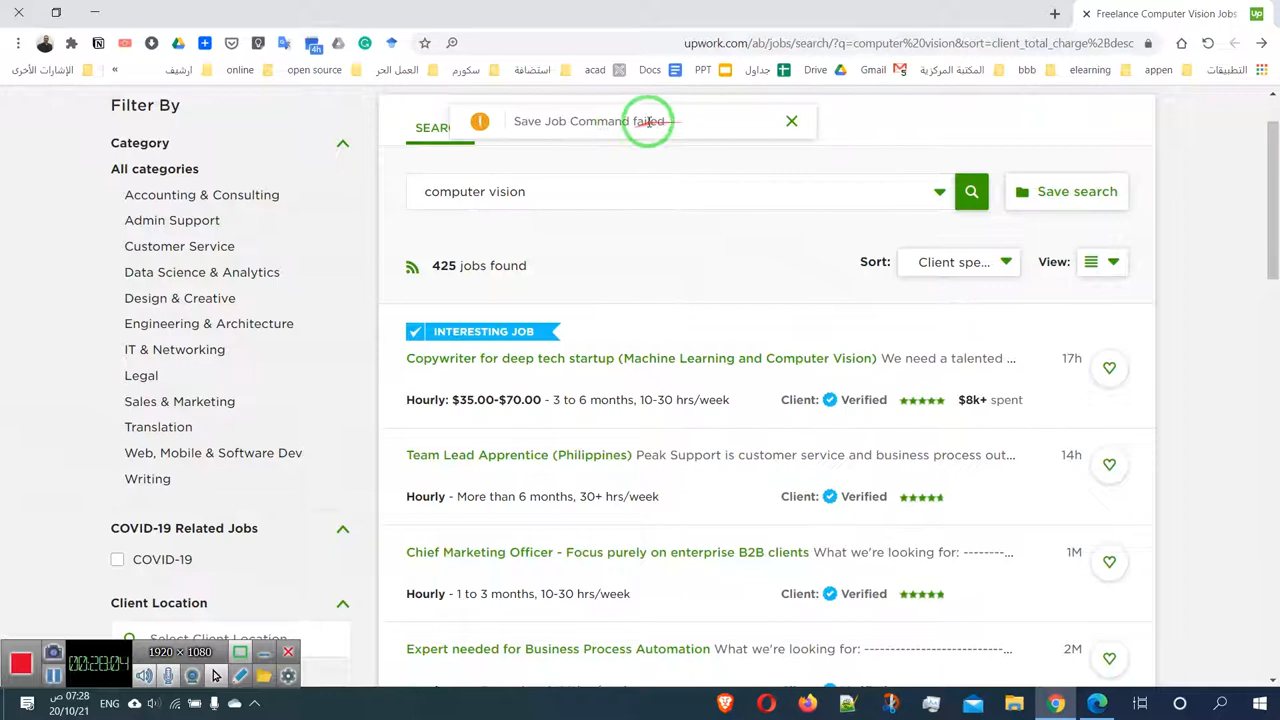 Freelance Computer Vision Jobs
Up
4h
upwork.com/ab/jobs/search/?q=computer%20vision&sort=client_total_charge%2Bdesc
التطبيقات
appen
elearning
bbb
المكتبة المركزية
Gmail
Drive
جداول
PPT
Docs
acad
استضافة
سكورم
العمل الحر
open source
online
ارشيف
»
الإشارات الأخرى
Filter By
Category
All categories
Accounting & Consulting
Admin Support
Customer Service
Data Science & Analytics
Design & Creative
Engineering & Architecture
IT & Networking
Legal
Sales & Marketing
Translation
Web, Mobile & Software Dev
Writing
COVID-19 Related Jobs
COVID-19
Client Location
Select Client Location
SEAR
Save Job Command failed
computer vision
Save search
425 jobs found
Sort: Client spe... View:
INTERESTING JOB
Copywriter for deep tech startup (Machine Learning and Computer Vision) We need a talented ... 17h
Hourly: $35.00-$70.00 - 3 to 6 months, 10-30 hrs/week Client: Verified $8k+ spent
Team Lead Apprentice (Philippines) Peak Support is customer service and business process out... 14h
Hourly - More than 6 months, 30+ hrs/week Client: Verified
Chief Marketing Officer - Focus purely on enterprise B2B clients What we're looking for: --------... 1M
Hourly - 1 to 3 months, 10-30 hrs/week Client: Verified
Expert needed for Business Process Automation What we're looking for: --------------------------... 2M
1920 × 1080
00:28:04
ENG
07:28 ص
20/10/21